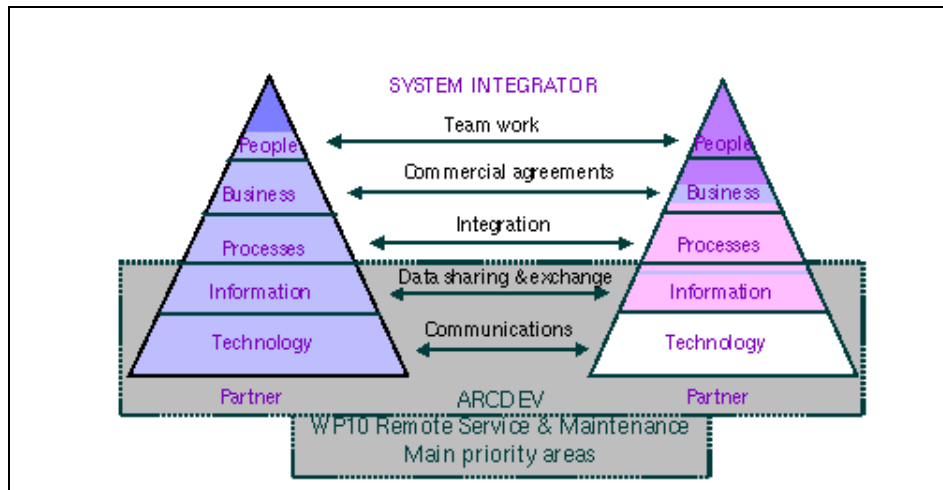 SYSTEM INTEGRATOR
Team work
People
People
Commercial agreements
Business
Business
Integration
Processes
Processes
Data sharing & exchange
Information
Information
Communications
Technology
Technology
Partner
ARCDEV
Partner
WP10 Remote Service & Maintenance
Main priority areas